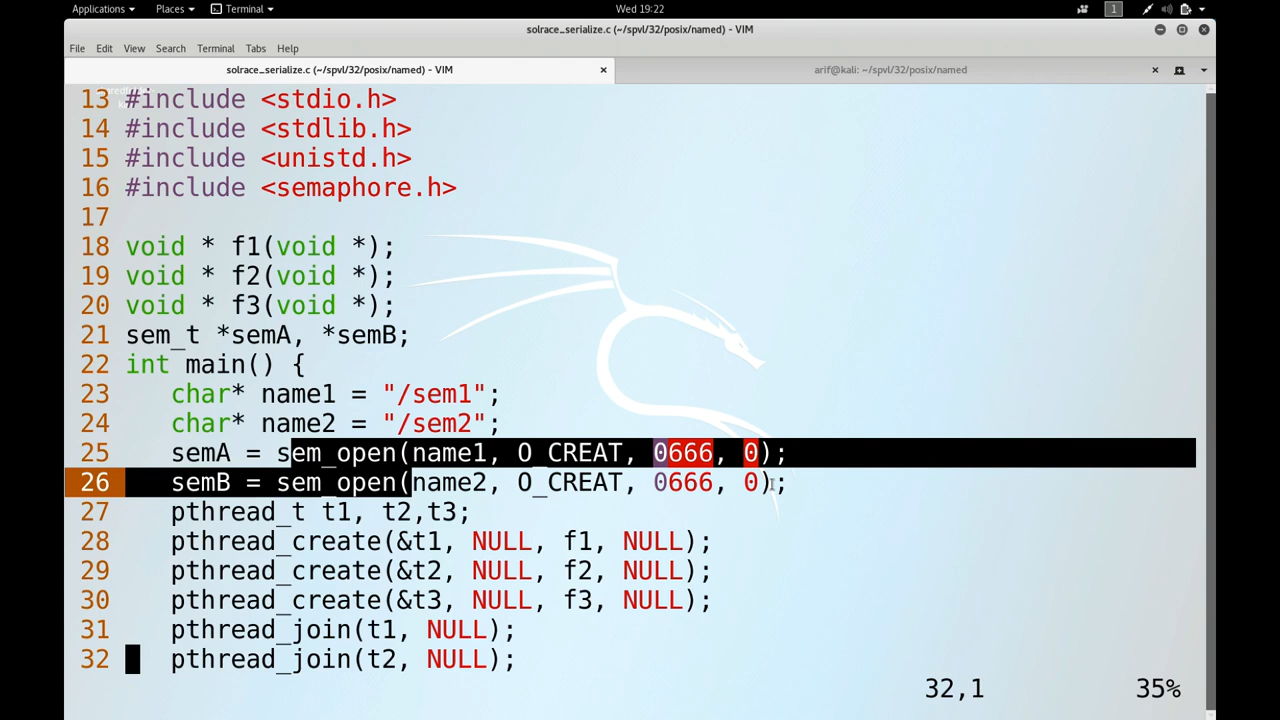 Applications Places Terminal Wed 19:22 1
solrace_serialize.c (~/spvl/32/posix/named) - VIM
File Edit View Search Terminal Tabs Help
solrace_serialize.c (~/spvl/32/posix/named) - VIM arif@kali: ~/spvl/32/posix/named
13 #include <stdio.h>
14 #include <stdlib.h>
15 #include <unistd.h>
16 #include <semaphore.h>
17
18 void * f1(void *);
19 void * f2(void *);
20 void * f3(void *);
21 sem_t *semA, *semB;
22 int main() {
23 char* name1 = "/sem1";
24 char* name2 = "/sem2";
25 semA = sem_open(name1, O_CREAT, 0666, 0);
26 semB = sem_open(name2, O_CREAT, 0666, 0);
27 pthread_t t1, t2,t3;
28 pthread_create(&t1, NULL, f1, NULL);
29 pthread_create(&t2, NULL, f2, NULL);
30 pthread_create(&t3, NULL, f3, NULL);
31 pthread_join(t1, NULL);
32 pthread_join(t2, NULL);
32,1 35%